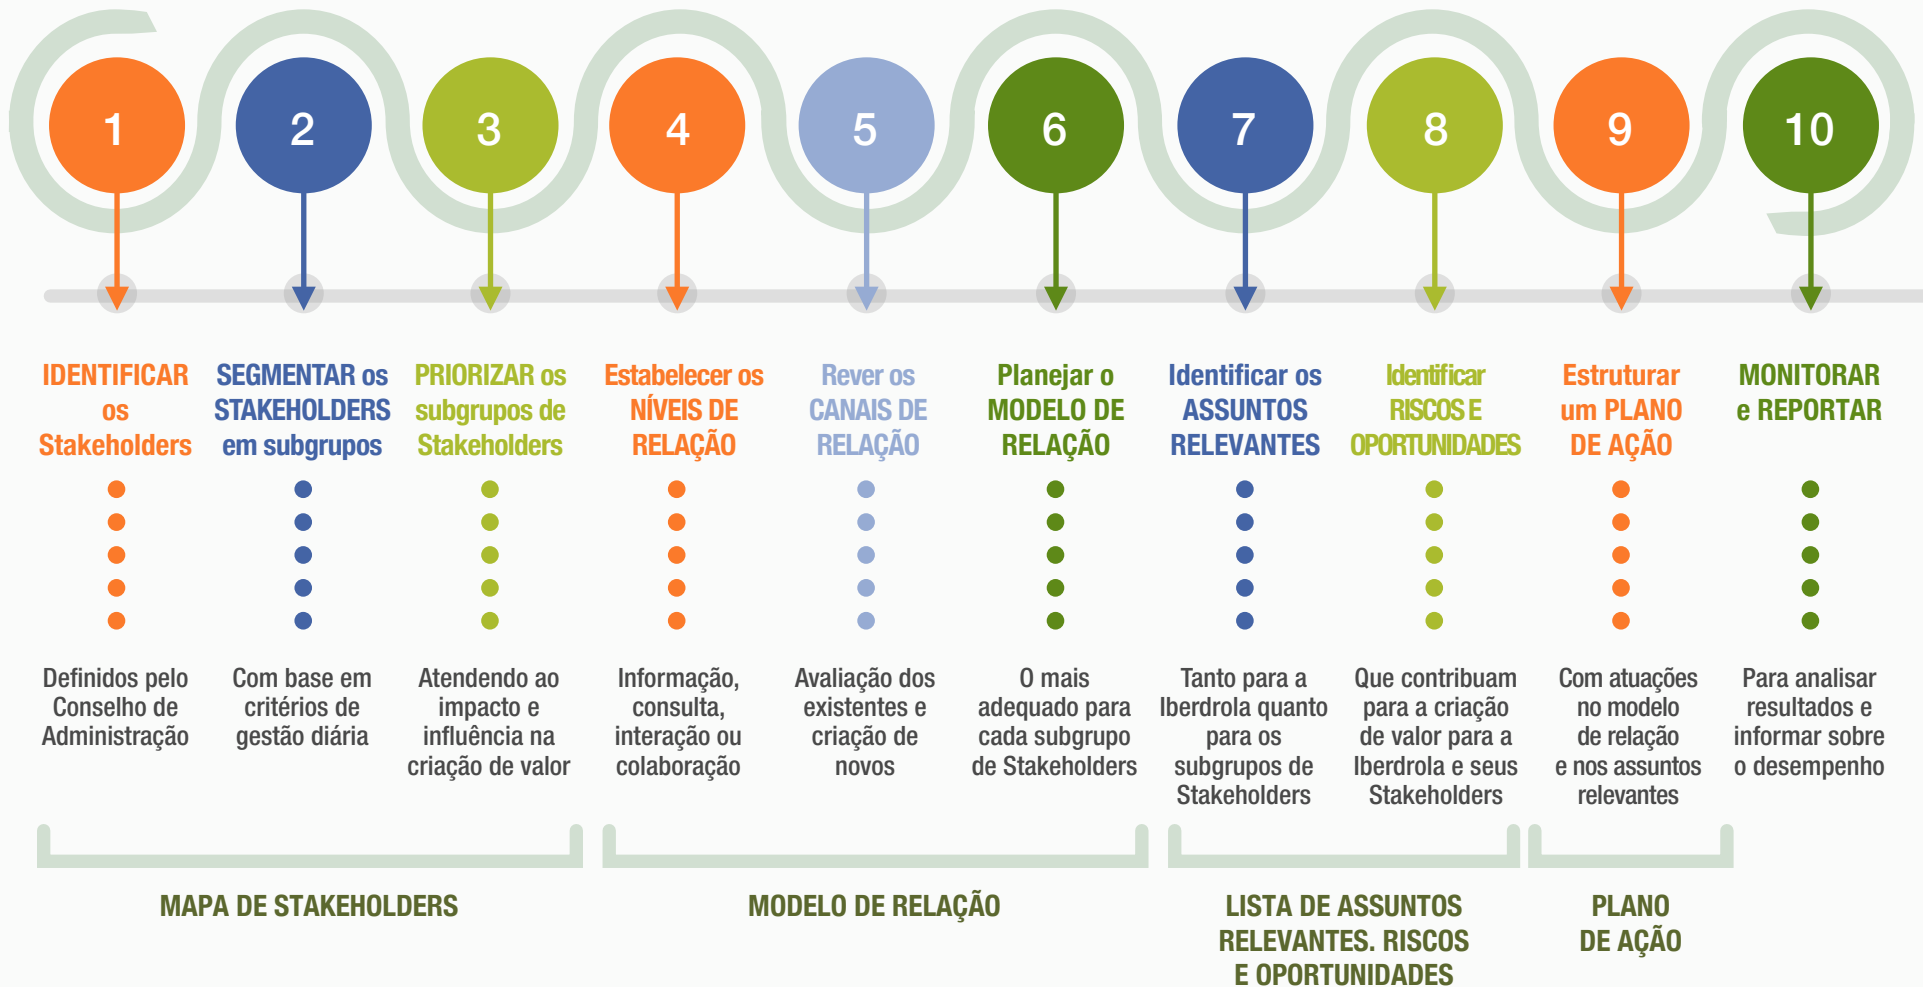 1
2
3
4
5
6
7
8
9
10
IDENTIFICAR
os
Stakeholders
SEGMENTAR os
STAKEHOLDERS
em subgrupos
PRIORIZAR os
subgrupos de
Stakeholders
Estabelecer os
NÍVEIS DE
RELAÇÃO
Rever os
CANAIS DE
RELAÇÃO
Planejar o
MODELO DE
RELAÇÃO
Identificar os
ASSUNTOS
RELEVANTES
Identificar
RISCOS E
OPORTUNIDADES
Estruturar
um PLANO
DE AÇÃO
MONITORAR
e REPORTAR
Definidos pelo
Conselho de
Administração
Com base em
critérios de
gestão diária
Atendendo ao
impacto e
influência na
criação de valor
Informação,
consulta,
interação ou
colaboração
Avaliação dos
existentes e
criação de
novos
O mais
adequado para
cada subgrupo
de Stakeholders
Tanto para a
Iberdrola quanto
para os
subgrupos de
Stakeholders
Que contribuam
para a criação
de valor para a
Iberdrola e seus
Stakeholders
Com atuações
no modelo
de relação
e nos assuntos
relevantes
Para analisar
resultados e
informar sobre
o desempenho
MAPA DE STAKEHOLDERS
MODELO DE RELAÇÃO
LISTA DE ASSUNTOS
RELEVANTES. RISCOS
E OPORTUNIDADES
PLANO
DE AÇÃO